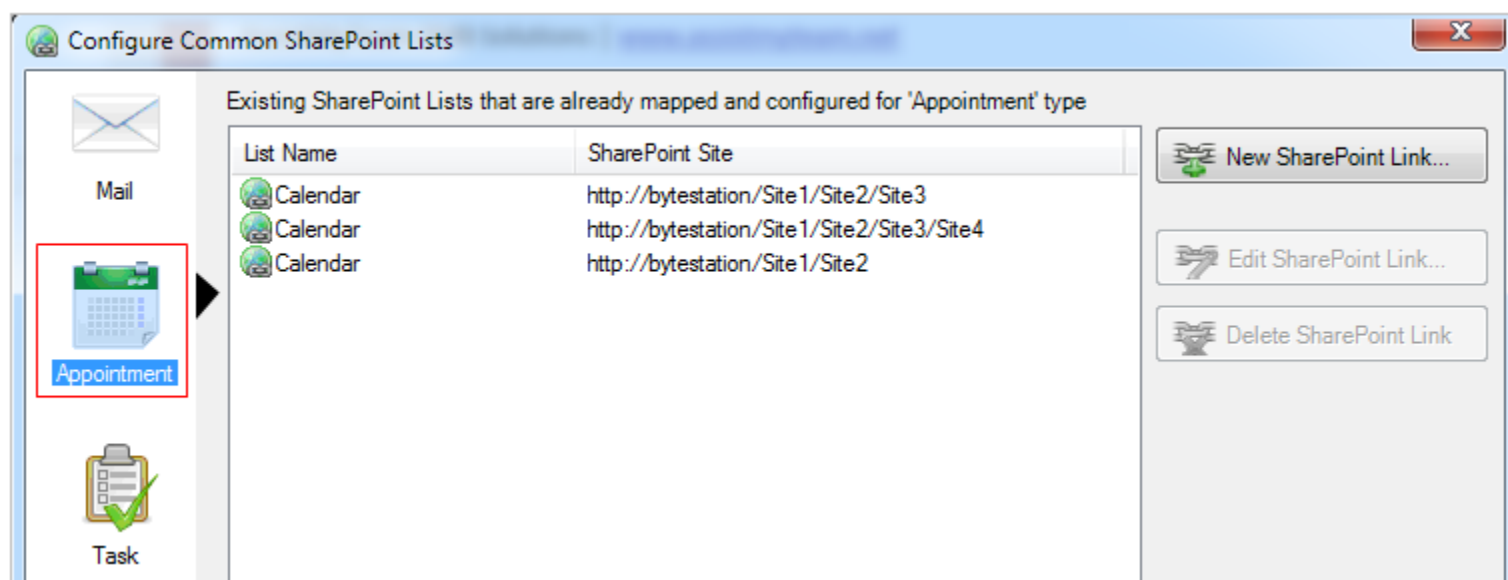 Configure Common SharePoint Lists
Existing SharePoint Lists that are already mapped and configured for 'Appointment' type
Mail
Appointment
Task
List Name SharePoint Site
Calendar http://bytestation/Site1/Site2/Site3
Calendar http://bytestation/Site1/Site2/Site3/Site4
Calendar http://bytestation/Site1/Site2
New SharePoint Link...
Edit SharePoint Link...
Delete SharePoint Link